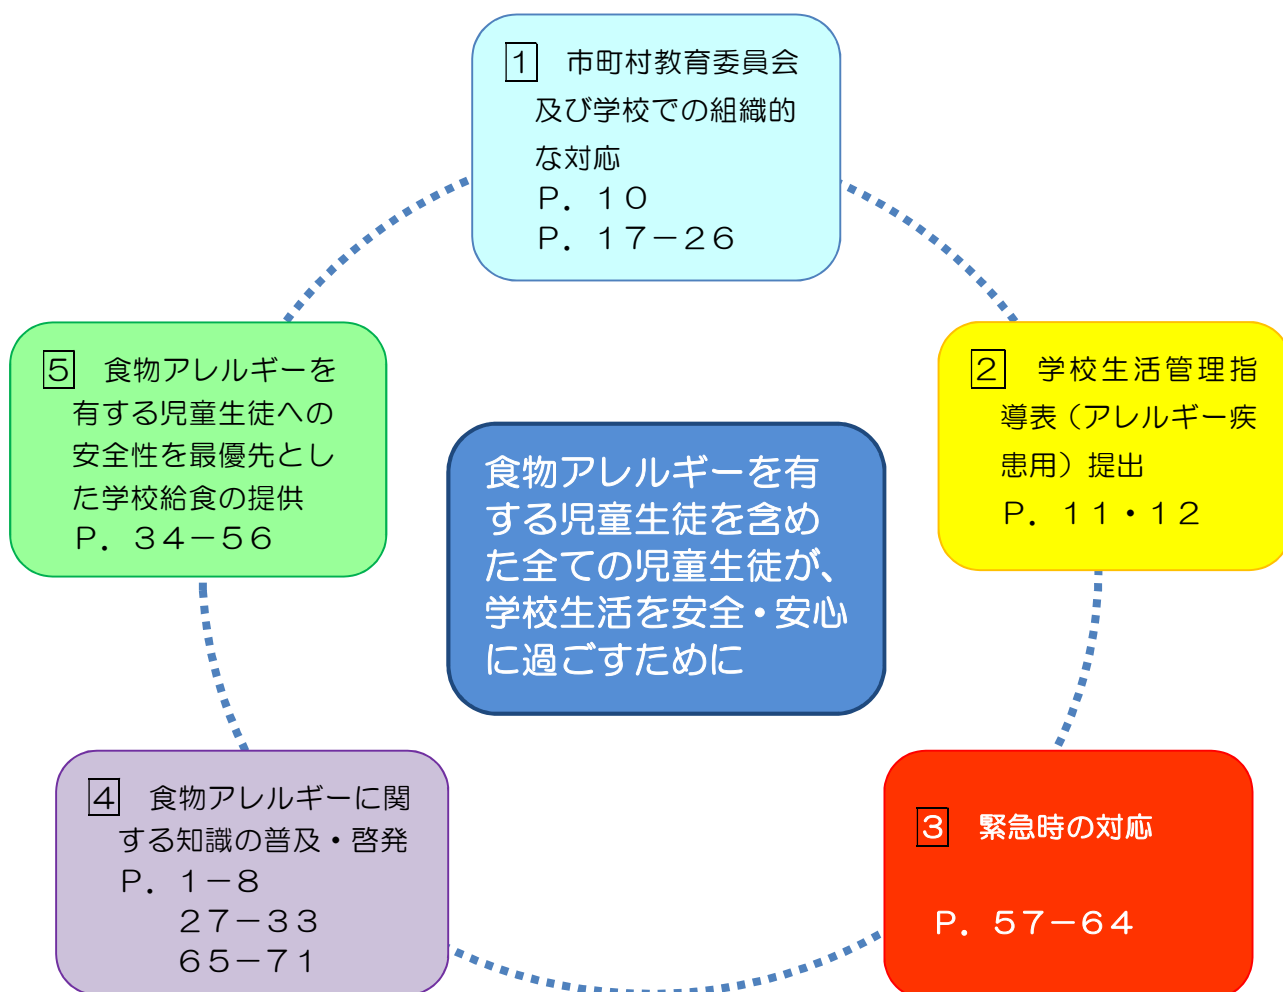 1 市町村教育委員会
及び学校での組織的
な対応
P．１０
P．１７－２６
2 学校生活管理指
導表（アレルギー疾
患用）提出
P．１１・１２
3 緊急時の対応
P．５７－６４
4 食物アレルギーに関
する知識の普及・啓発
P．１－８
２７－３３
６５－７１
5 食物アレルギーを
有する児童生徒への
安全性を最優先とし
た学校給食の提供
P．３４－５６
食物アレルギーを有
する児童生徒を含め
た全ての児童生徒が、
学校生活を安全・安心
に過ごすために